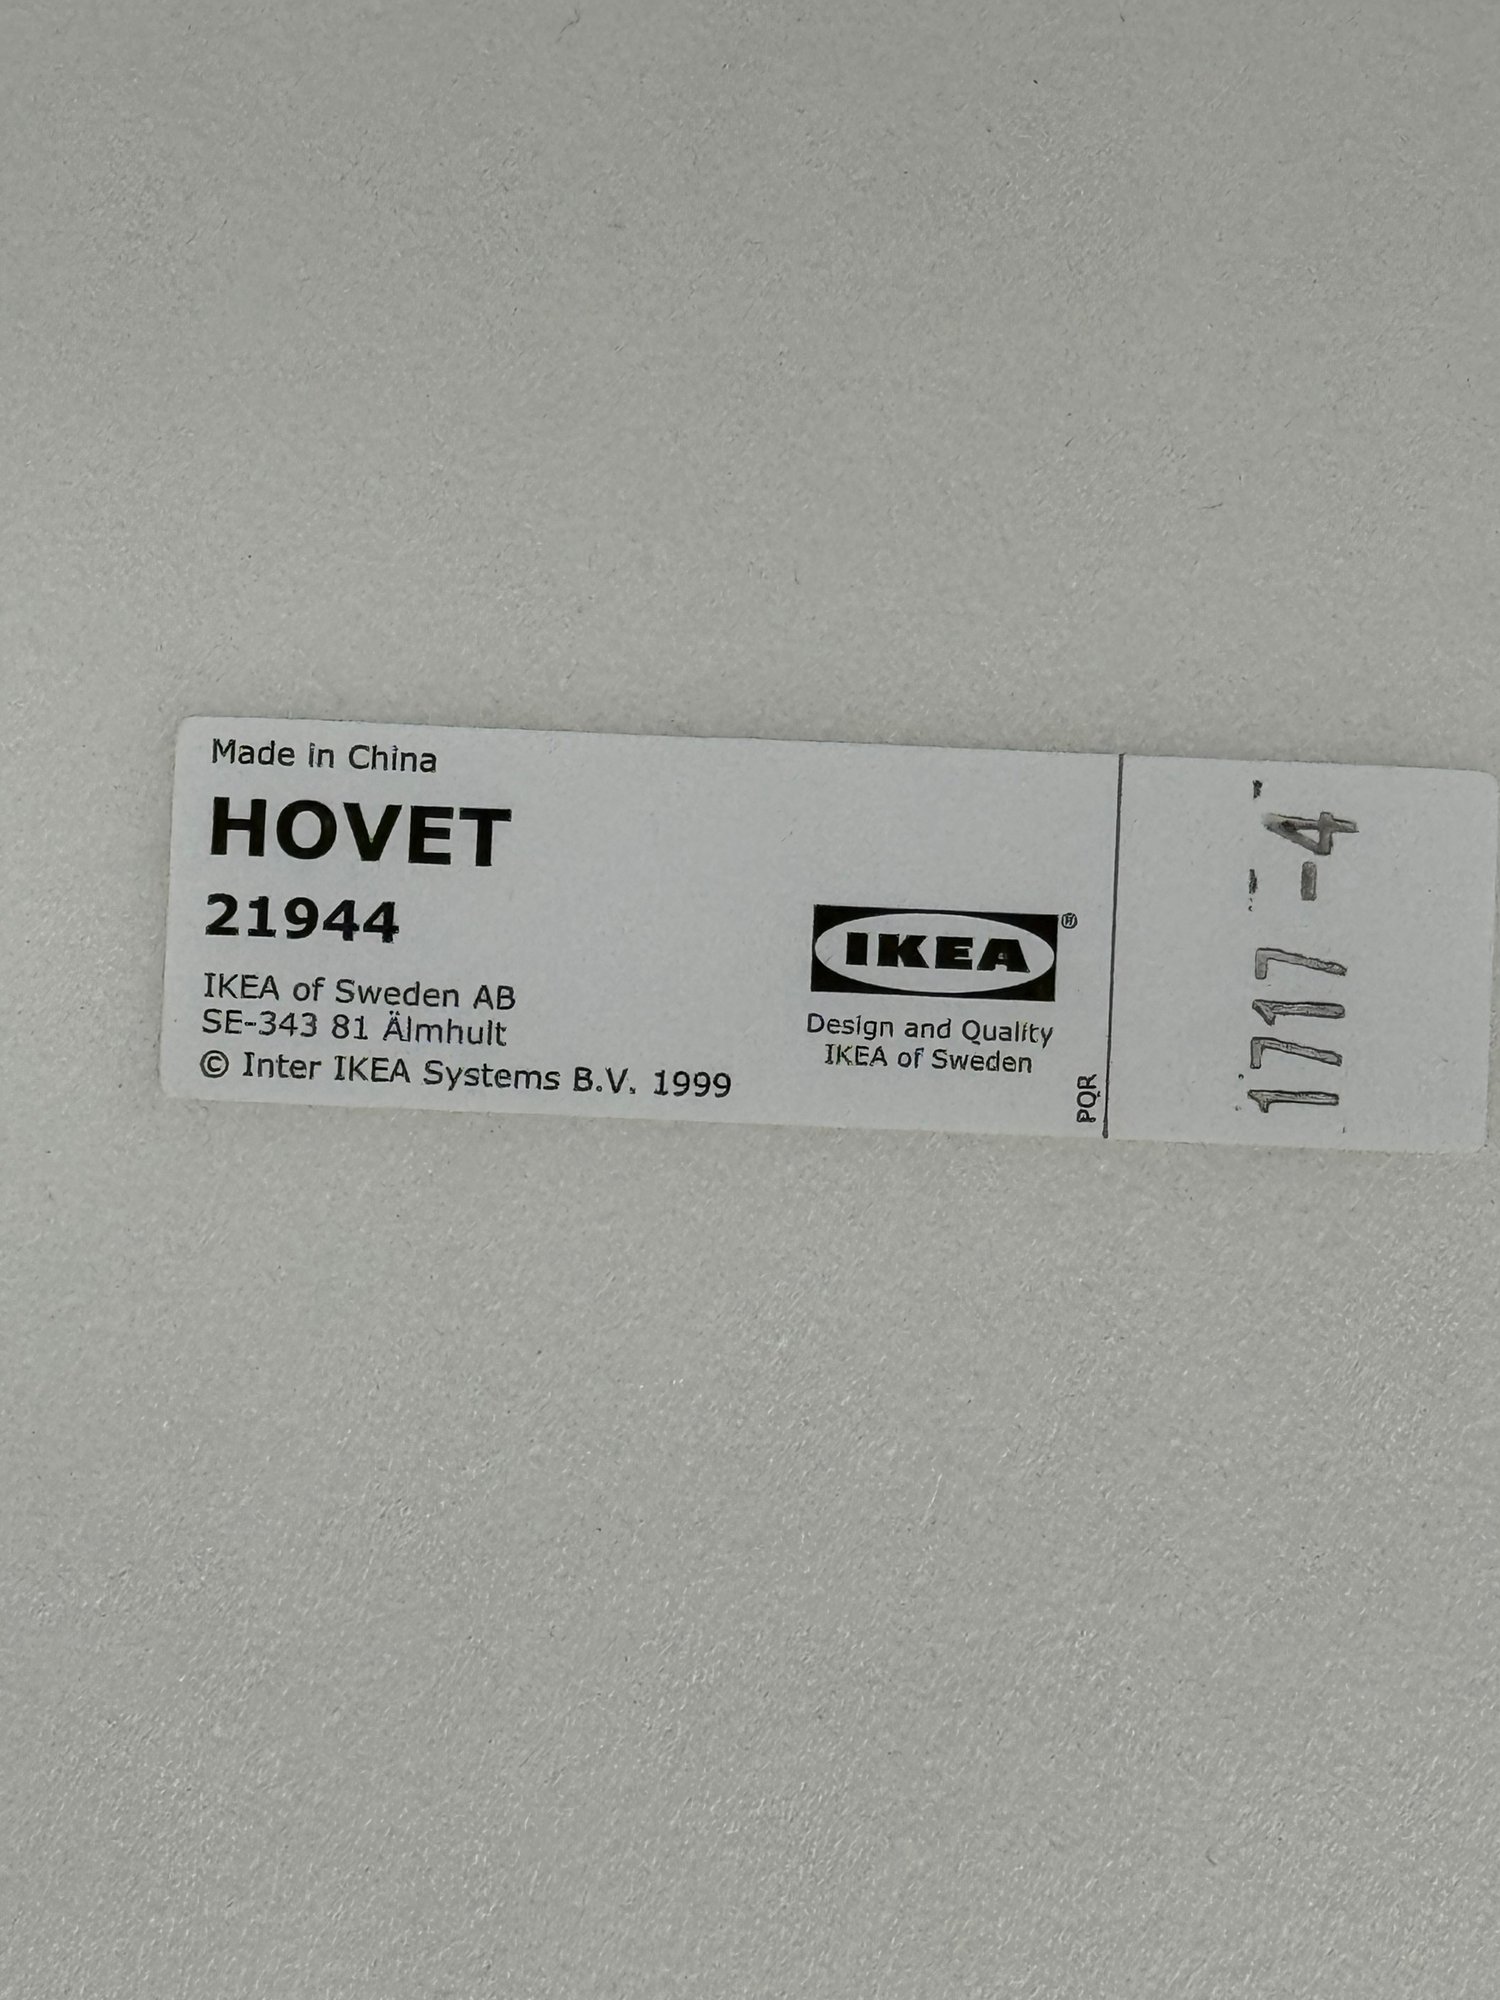 Made in China
HOVET
21944
IKEA of Sweden AB
SE-343 81 Älmhult
© Inter IKEA Systems B.V. 1999
IKEA®
Design and Quality
IKEA of Sweden
PQR
1717 -4